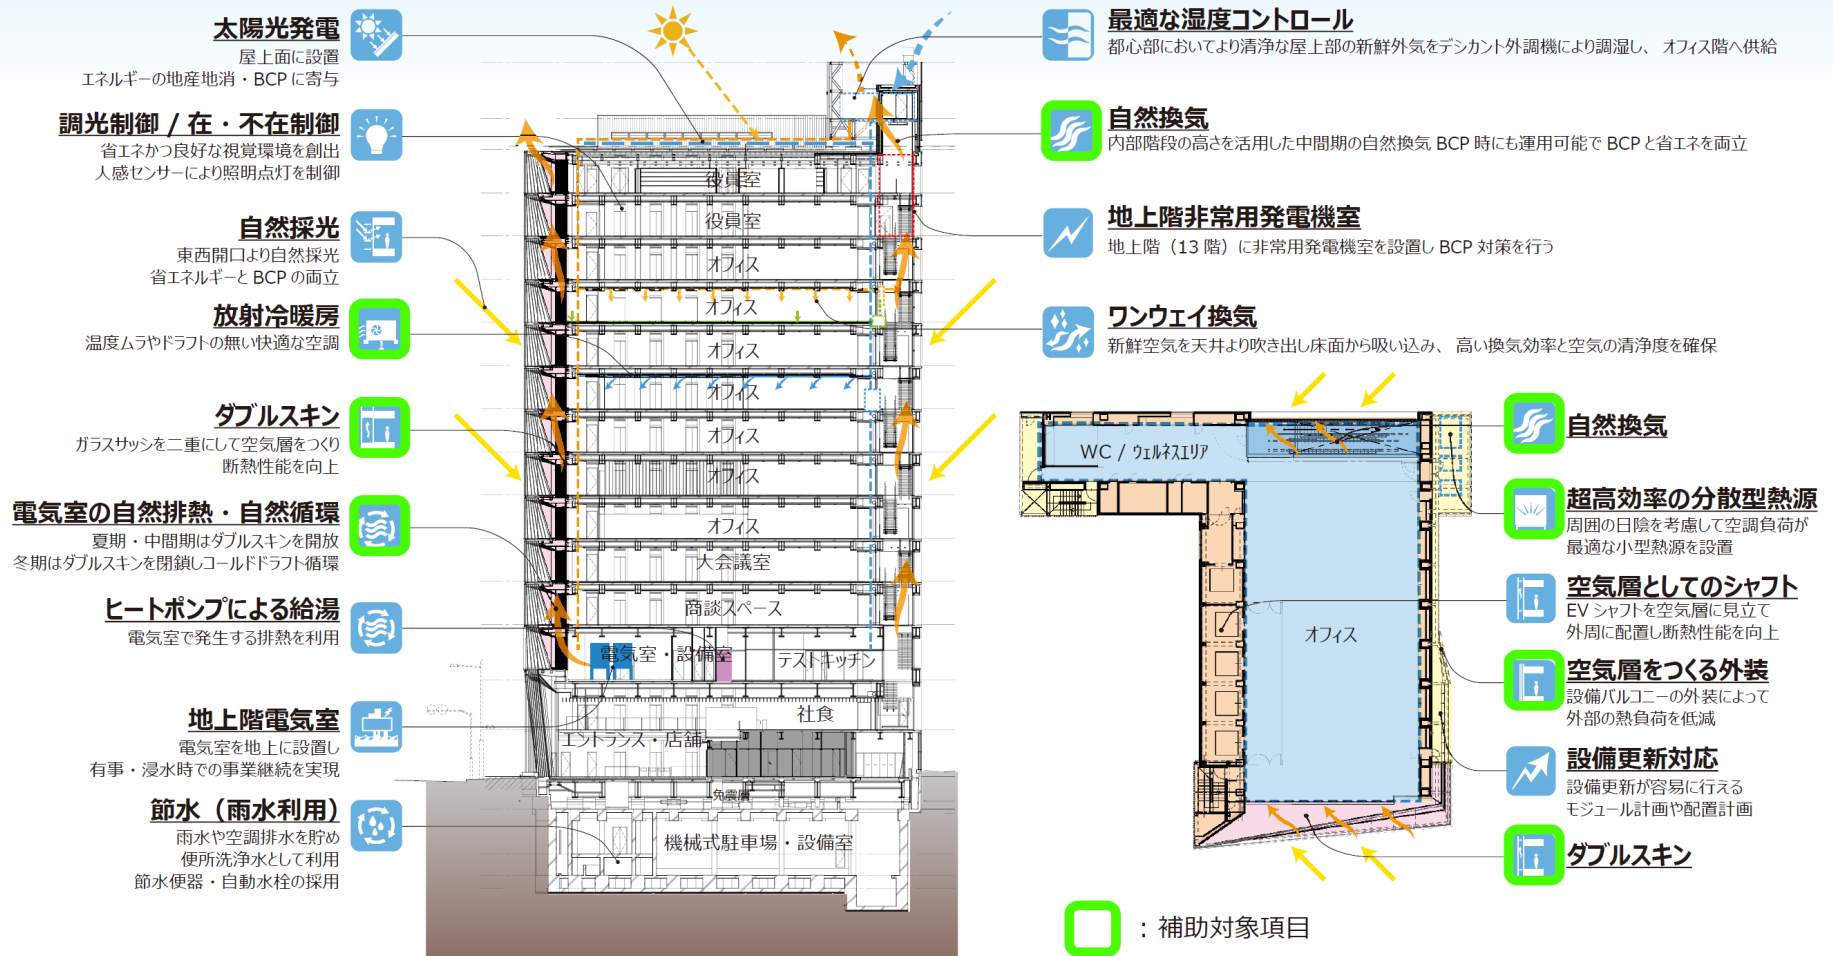 太陽光発電
屋上面に設置
エネルギーの地産地消・BCP に寄与
調光制御 / 在・不在制御
省エネかつ良好な視覚環境を創出
人感センサーにより照明点灯を制御
自然採光
東西開口より自然採光
省エネルギーと BCP の両立
放射冷暖房
温度ムラやドラフトの無い快適な空調
ダブルスキン
ガラスサッシを二重にして空気層をつくり
断熱性能を向上
電気室の自然排熱・自然循環
夏期・中間期はダブルスキンを開放
冬期はダブルスキンを閉鎖しコールドドラフト循環
ヒートポンプによる給湯
電気室で発生する排熱を利用
地上階電気室
電気室を地上に設置し
有事・浸水時での事業継続を実現
節水（雨水利用）
雨水や空調排水を貯め
便所洗浄水として利用
節水便器・自動水栓の採用
役員室
役員室
オフィス
オフィス
オフィス
オフィス
オフィス
オフィス
オフィス
大会議室
商談スペース
電気室・設備室
テストキッチン
社食
エントランス・店舗
免震層
機械式駐車場・設備室
最適な湿度コントロール
都心部においてより清浄な屋上部の新鮮外気をデシカント外調機により調湿し、 オフィス階へ供給
自然換気
内部階段の高さを活用した中間期の自然換気 BCP 時にも運用可能で BCP と省エネを両立
地上階非常用発電機室
地上階（13 階）に非常用発電機室を設置し BCP 対策を行う
ワンウェイ換気
新鮮空気を天井より吹き出し床面から吸い込み、 高い換気効率と空気の清浄度を確保
WC / ウェルネスエリア
オフィス
自然換気
超高効率の分散型熱源
周囲の日陰を考慮して空調負荷が
最適な小型熱源を設置
空気層としてのシャフト
EV シャフトを空気層に見立て
外周に配置し断熱性能を向上
空気層をつくる外装
設備バルコニーの外装によって
外部の熱負荷を低減
設備更新対応
設備更新が容易に行える
モジュール計画や配置計画
ダブルスキン
：補助対象項目